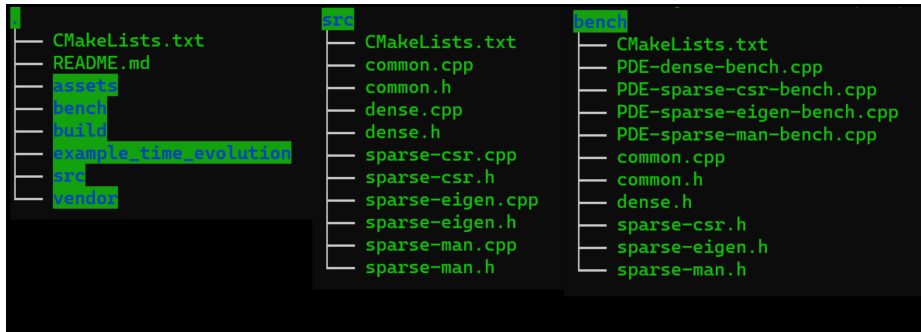 .
CMakeLists.txt
README.md
assets
bench
build
example_time_evolution
src
vendor
src
CMakeLists.txt
common.cpp
common.h
dense.cpp
dense.h
sparse-csr.cpp
sparse-csr.h
sparse-eigen.cpp
sparse-eigen.h
sparse-man.cpp
sparse-man.h
bench
CMakeLists.txt
PDE-dense-bench.cpp
PDE-sparse-csr-bench.cpp
PDE-sparse-eigen-bench.cpp
PDE-sparse-man-bench.cpp
common.cpp
common.h
dense.h
sparse-csr.h
sparse-eigen.h
sparse-man.h